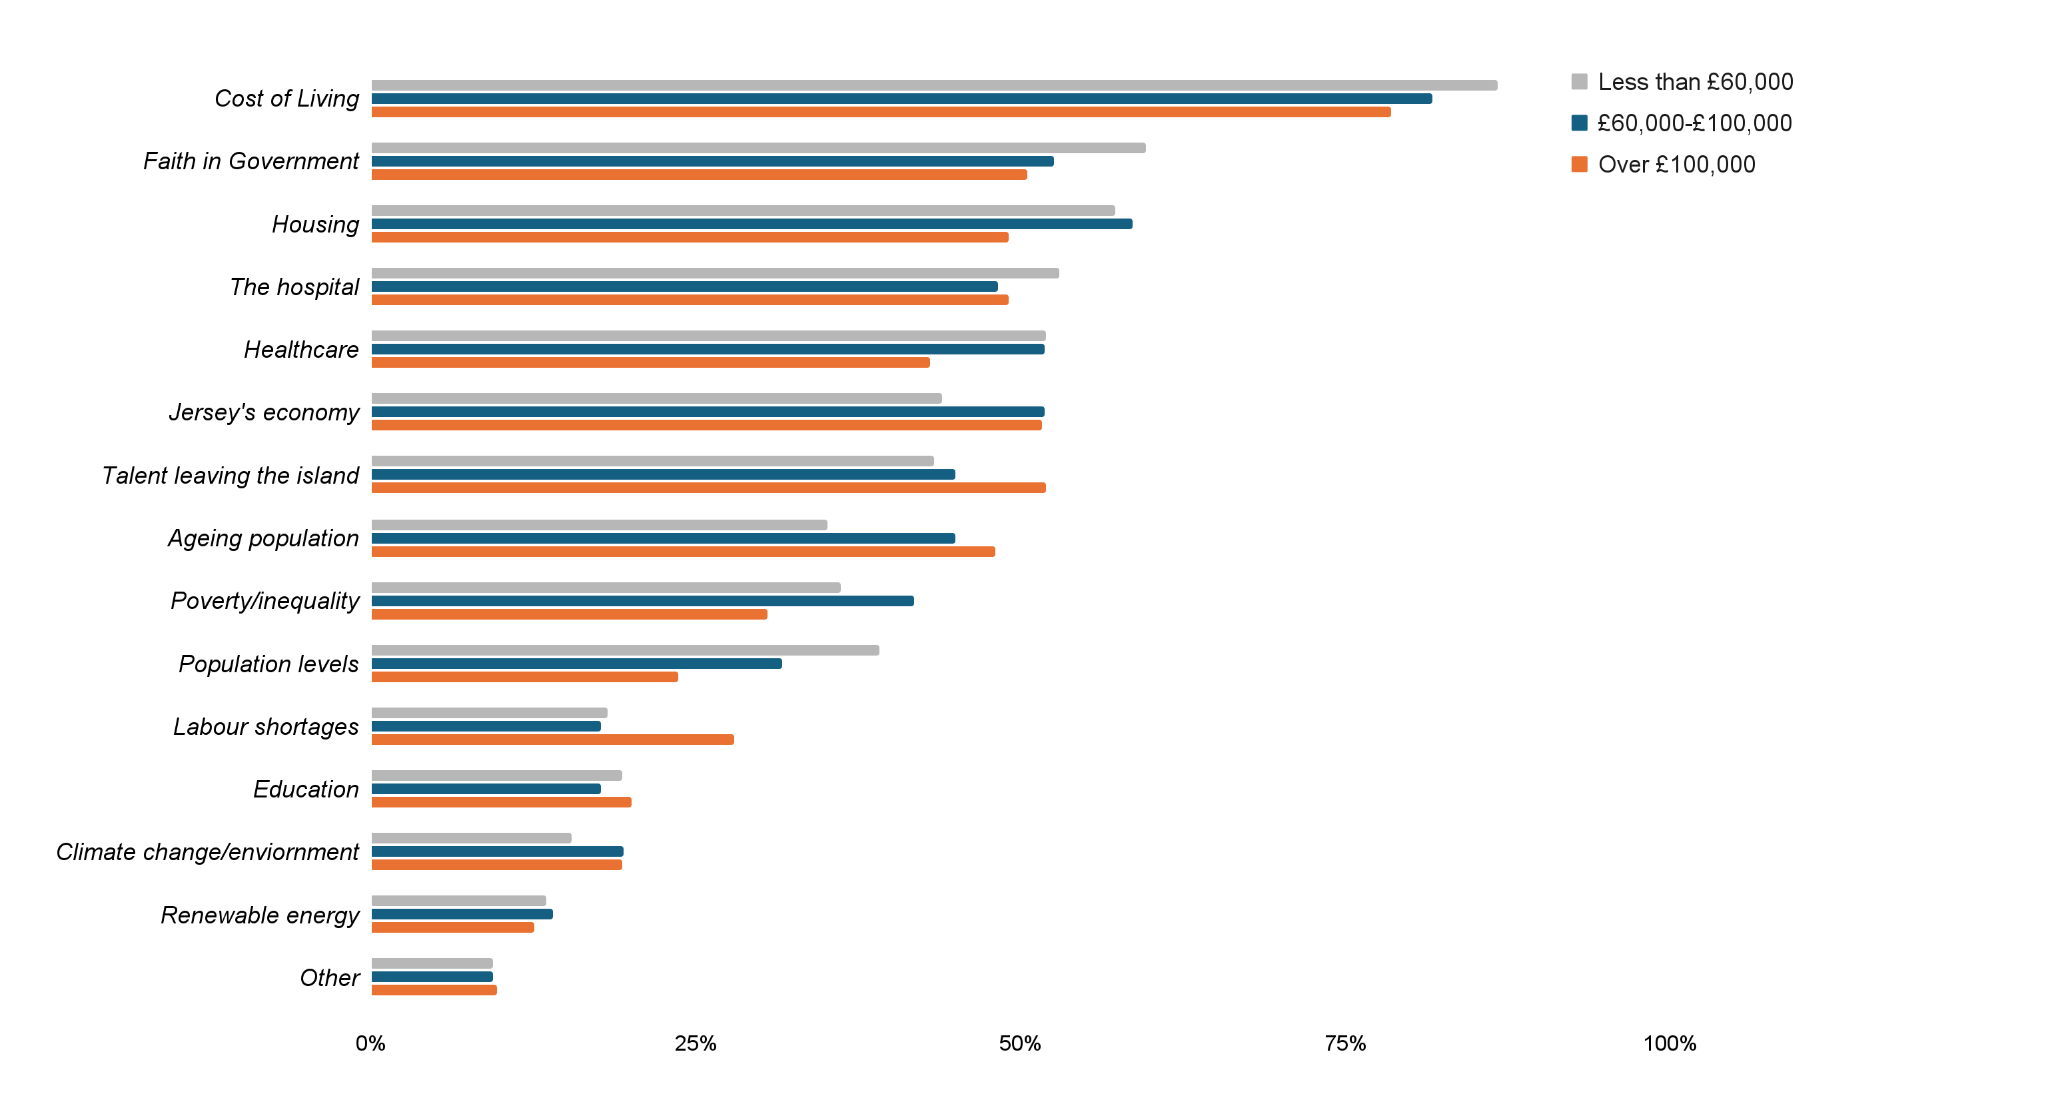 Less than £60,000
£60,000-£100,000
Over £100,000
Cost of Living
Faith in Government
Housing
The hospital
Healthcare
Jersey's economy
Talent leaving the island
Ageing population
Poverty/inequality
Population levels
Labour shortages
Education
Climate change/enviornment
Renewable energy
Other
0% 25% 50% 75% 100%